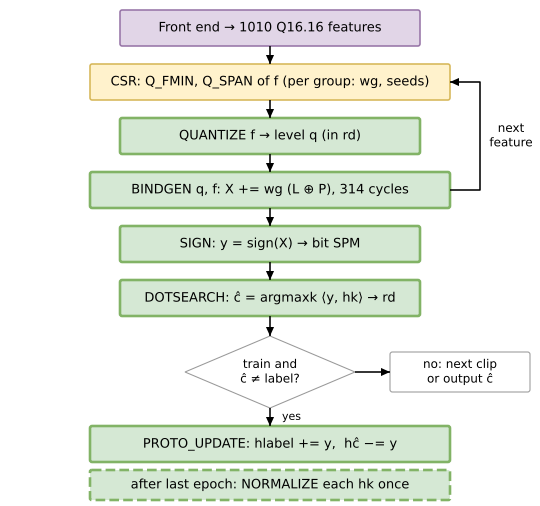 Front end → 1010 Q16.16 features
CSR: Q_FMIN, Q_SPAN of f (per group: wg, seeds)
QUANTIZE f → level q (in rd)
next
feature
BINDGEN q, f: X += wg (L ⊕ P), 314 cycles
SIGN: y = sign(X) → bit SPM
DOTSEARCH: ĉ = argmaxk ⟨y, hk⟩ → rd
train and
ĉ ≠ label?
no: next clip
or output ĉ
yes
PROTO_UPDATE: hlabel += y, hĉ −= y
after last epoch: NORMALIZE each hk once